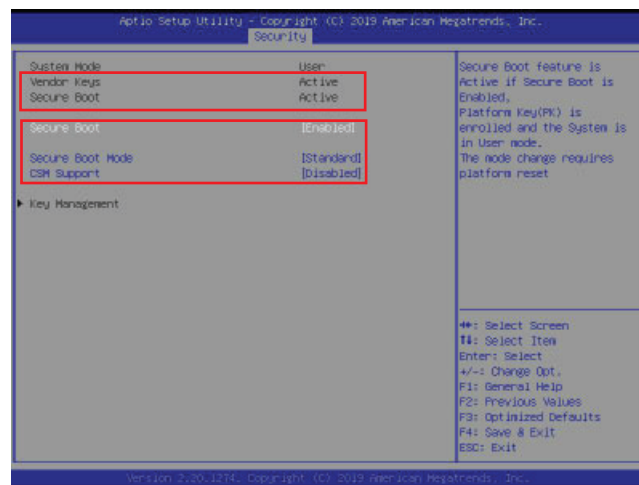 Aptio Setup Utility - Copyright (C) 2019 American Megatrends, Inc.
Security
System Mode User
Vendor Keys Active
Secure Boot Active
Secure Boot [Enabled]
Secure Boot Mode [Standard]
CSM Support [Disabled]
Key Management
Secure Boot feature is
Active if Secure Boot is
Enabled,
Platform Key(PK) is
enrolled and the System is
in User mode.
The mode change requires
platform reset
: Select Screen
: Select Item
Enter: Select
+/-: Change Opt.
F1: General Help
F2: Previous Values
F3: Optimized Defaults
F4: Save & Exit
ESC: Exit
Version 2.20.1274. Copyright (C) 2019 American Megatrends, Inc.